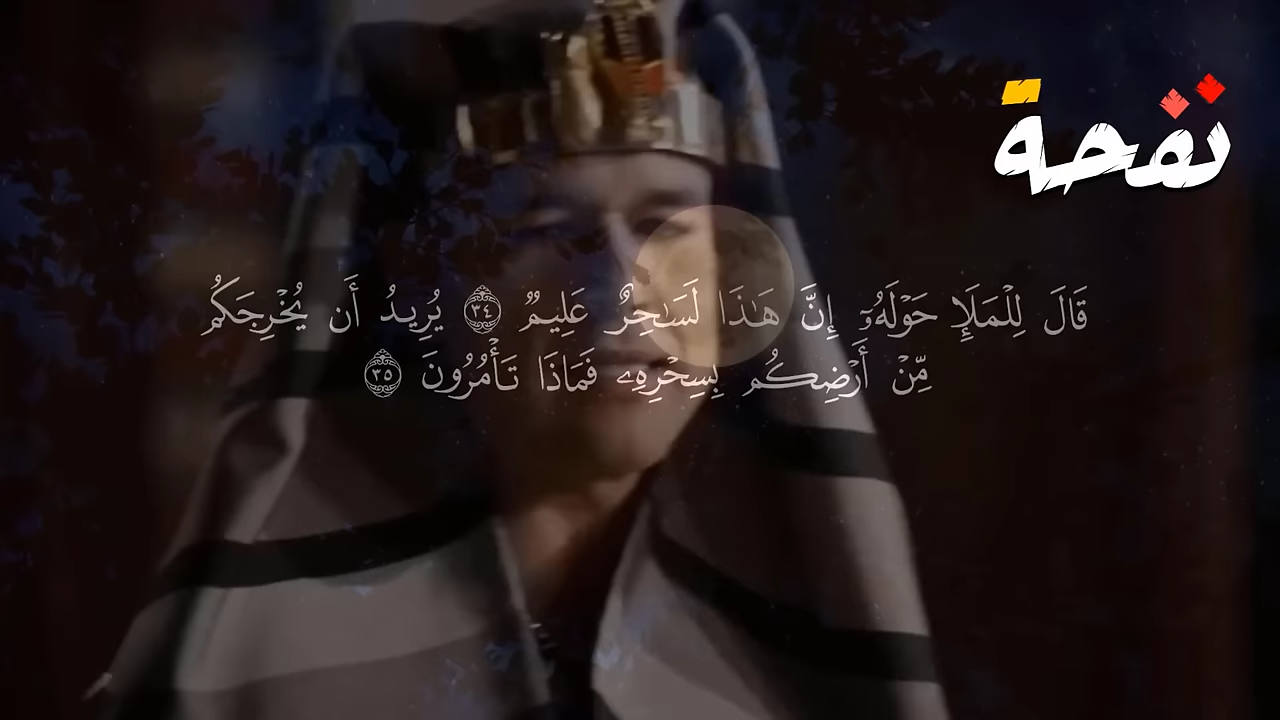 نفحة
قَالَ لِلْمَلَإِ حَوْلَهُۥٓ إِنَّ هَـٰذَا لَسَـٰحِرٌ عَلِيمٌ ٣٤ يُرِيدُ أَن يُخْرِجَكُم
مِّنْ أَرْضِكُم بِسِحْرِهِۦ فَمَاذَا تَأْمُرُونَ ٣٥